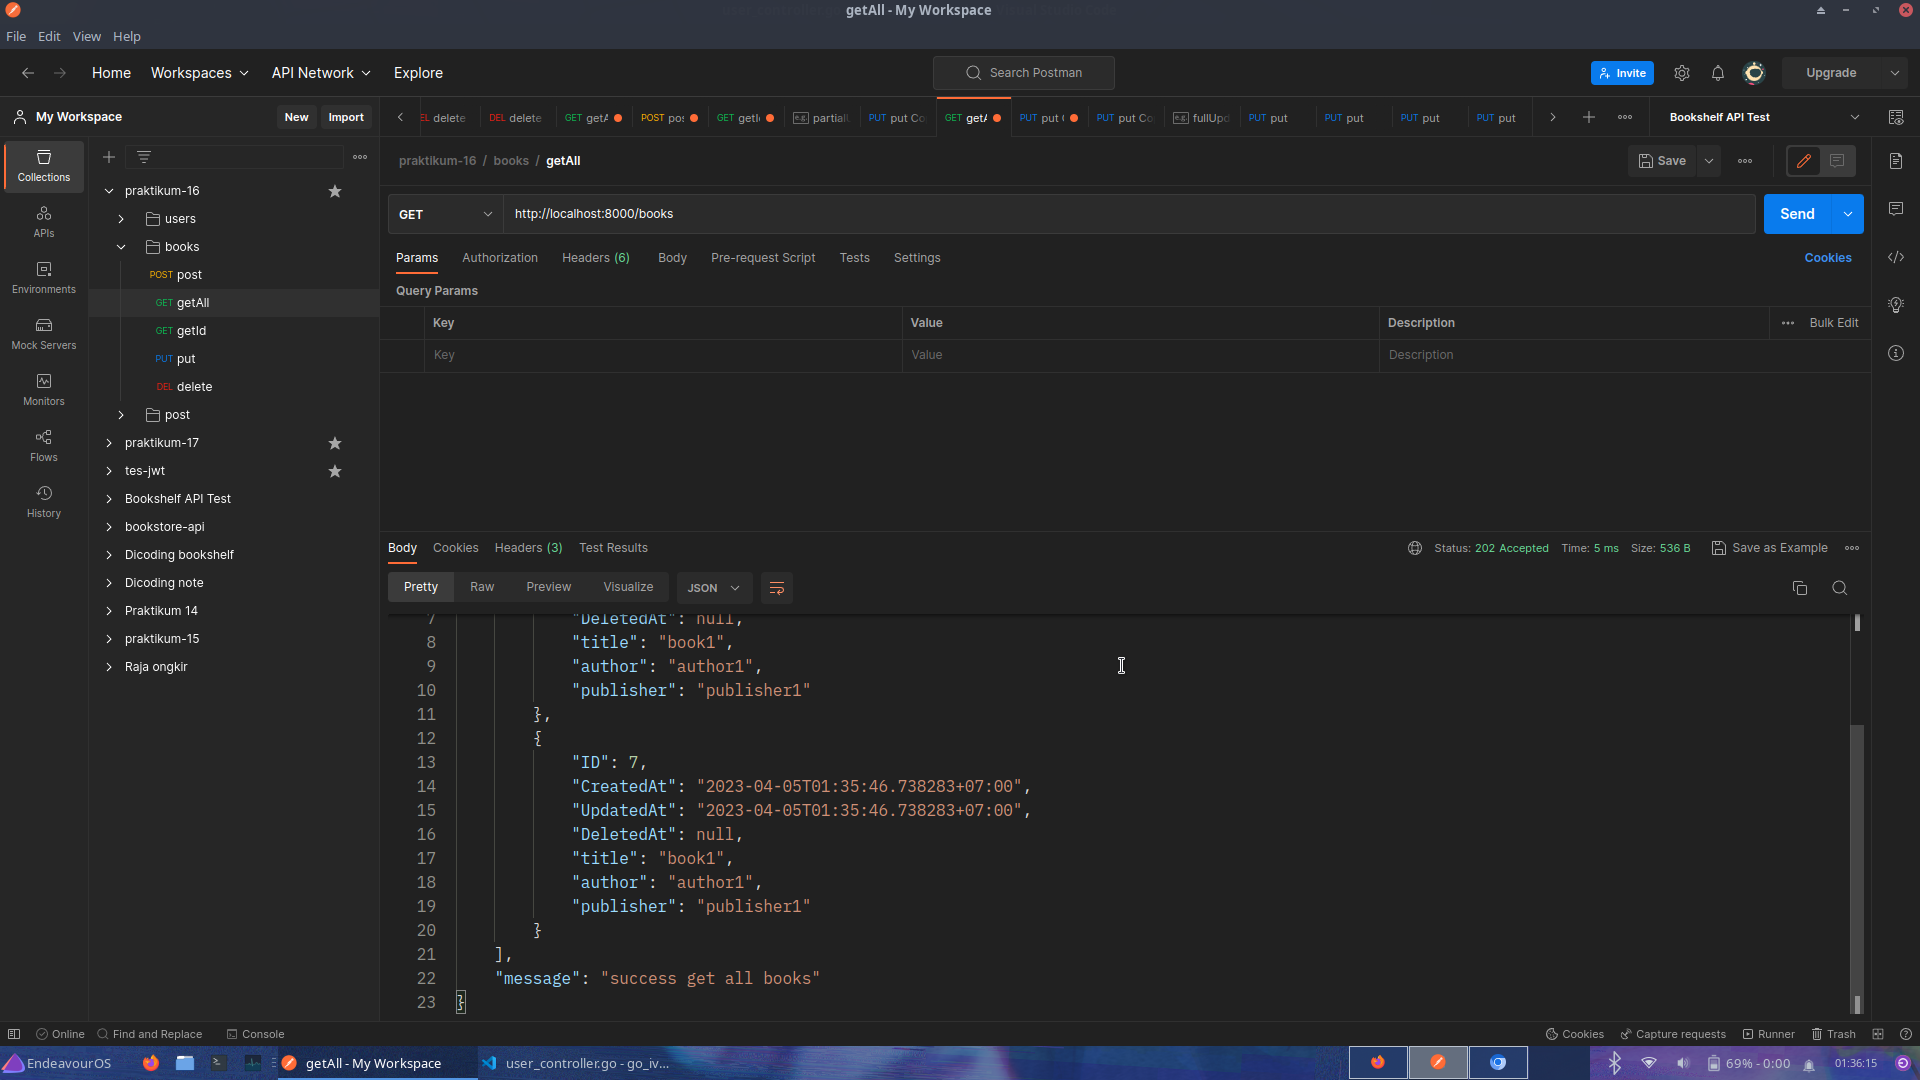 getAll - My Workspace
File Edit View Help
Home Workspaces API Network Explore
Search Postman
Invite
Upgrade
My Workspace
New Import
delete
DEL delete
GET getA
POST pos
GET getI
e.g. partial
PUT put Co
GET getA
PUT put
PUT put Co
e.g. fullUpd
PUT put
PUT put
PUT put
PUT put
Bookshelf API Test
Collections
APIs
Environments
Mock Servers
Monitors
Flows
History
praktikum-16
users
books
POST post
GET getAll
GET getId
PUT put
DEL delete
post
praktikum-17
tes-jwt
Bookshelf API Test
bookstore-api
Dicoding bookshelf
Dicoding note
Praktikum 14
praktikum-15
Raja ongkir
praktikum-16 / books / getAll
Save
GET http://localhost:8000/books
Send
Params Authorization Headers (6) Body Pre-request Script Tests Settings
Cookies
Query Params
Key Value Description Bulk Edit
Key Value Description
Body Cookies Headers (3) Test Results
Status: 202 Accepted Time: 5 ms Size: 536 B Save as Example
Pretty Raw Preview Visualize JSON
7 "DeletedAt": null,
8 "title": "book1",
9 "author": "author1",
10 "publisher": "publisher1"
11 },
12 {
13 "ID": 7,
14 "CreatedAt": "2023-04-05T01:35:46.738283+07:00",
15 "UpdatedAt": "2023-04-05T01:35:46.738283+07:00",
16 "DeletedAt": null,
17 "title": "book1",
18 "author": "author1",
19 "publisher": "publisher1"
20 }
21 ],
22 "message": "success get all books"
23 }
Online Find and Replace Console
Cookies Capture requests Runner Trash
EndeavourOS
getAll - My Workspace
user_controller.go - go_iv...
69% - 0:00
01:36:15